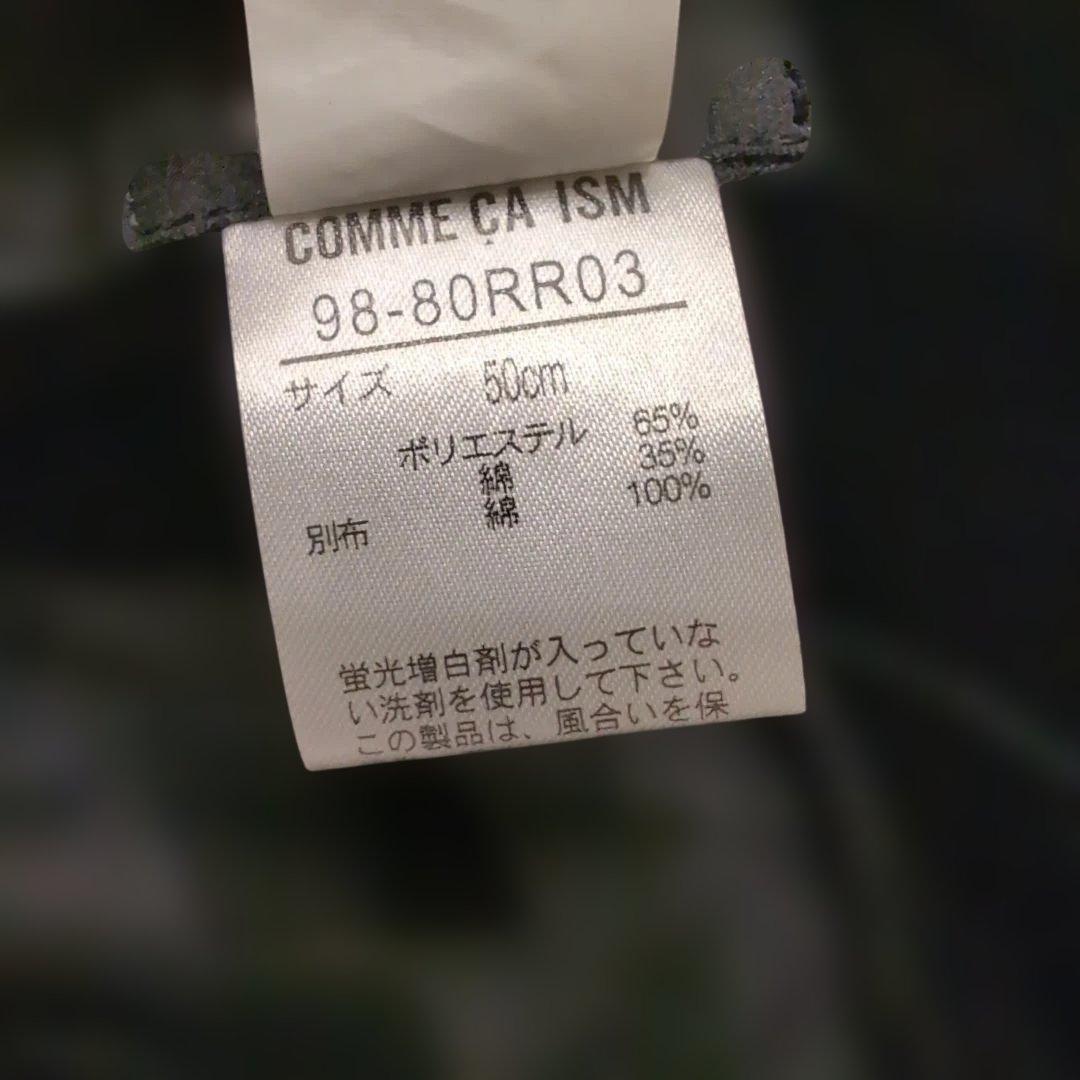 COMME ÇA ISM
98-80RR03
サイズ 50cm
ポリエステル 65%
綿 35%
別布 綿 100%
蛍光増白剤が入っていな
い洗剤を使用して下さい。
この製品は、風合いを保